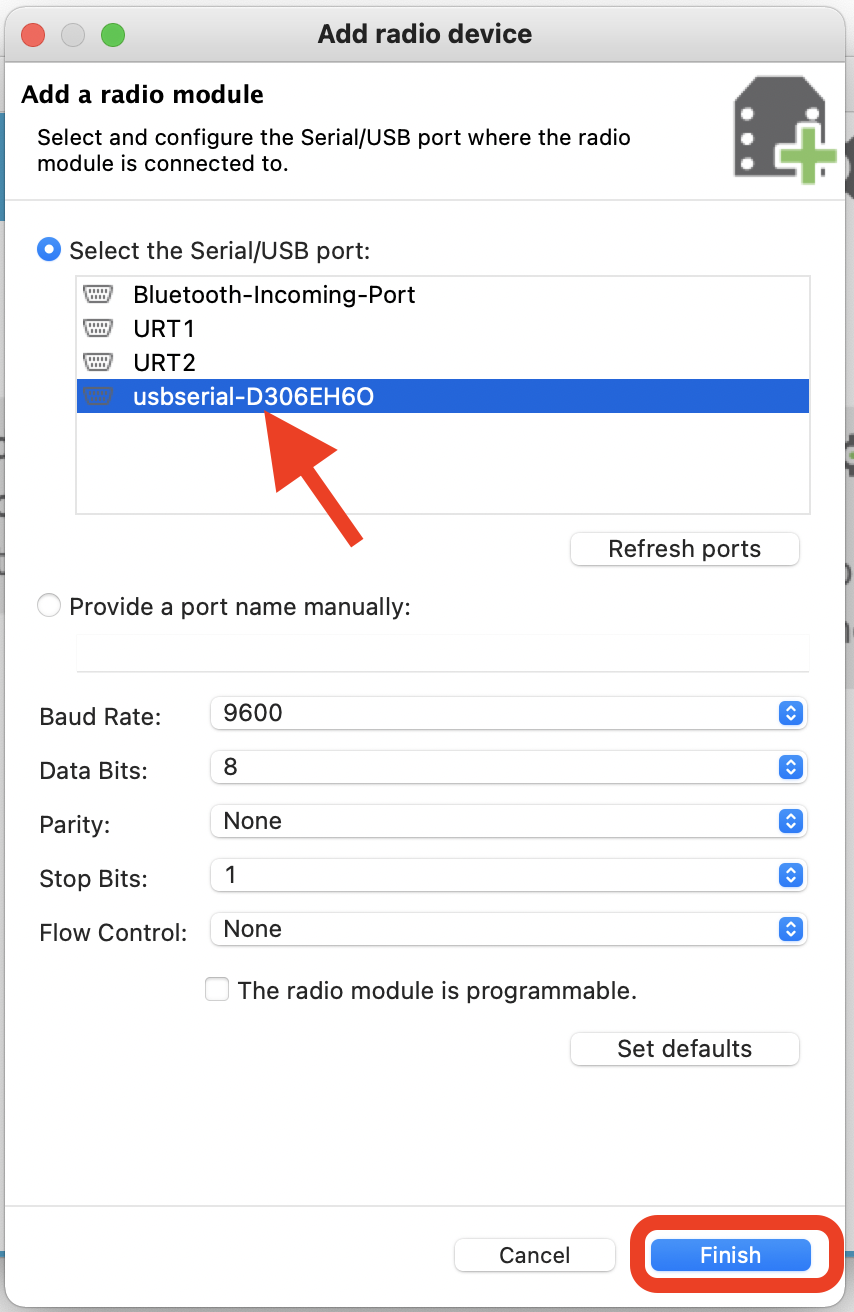 Add radio device
Add a radio module
Select and configure the Serial/USB port where the radio
module is connected to.
Select the Serial/USB port:
Bluetooth-Incoming-Port
URT1
URT2
usbserial-D306EH6O
Refresh ports
Provide a port name manually:
Baud Rate: 9600
Data Bits: 8
Parity: None
Stop Bits: 1
Flow Control: None
The radio module is programmable.
Set defaults
Cancel Finish